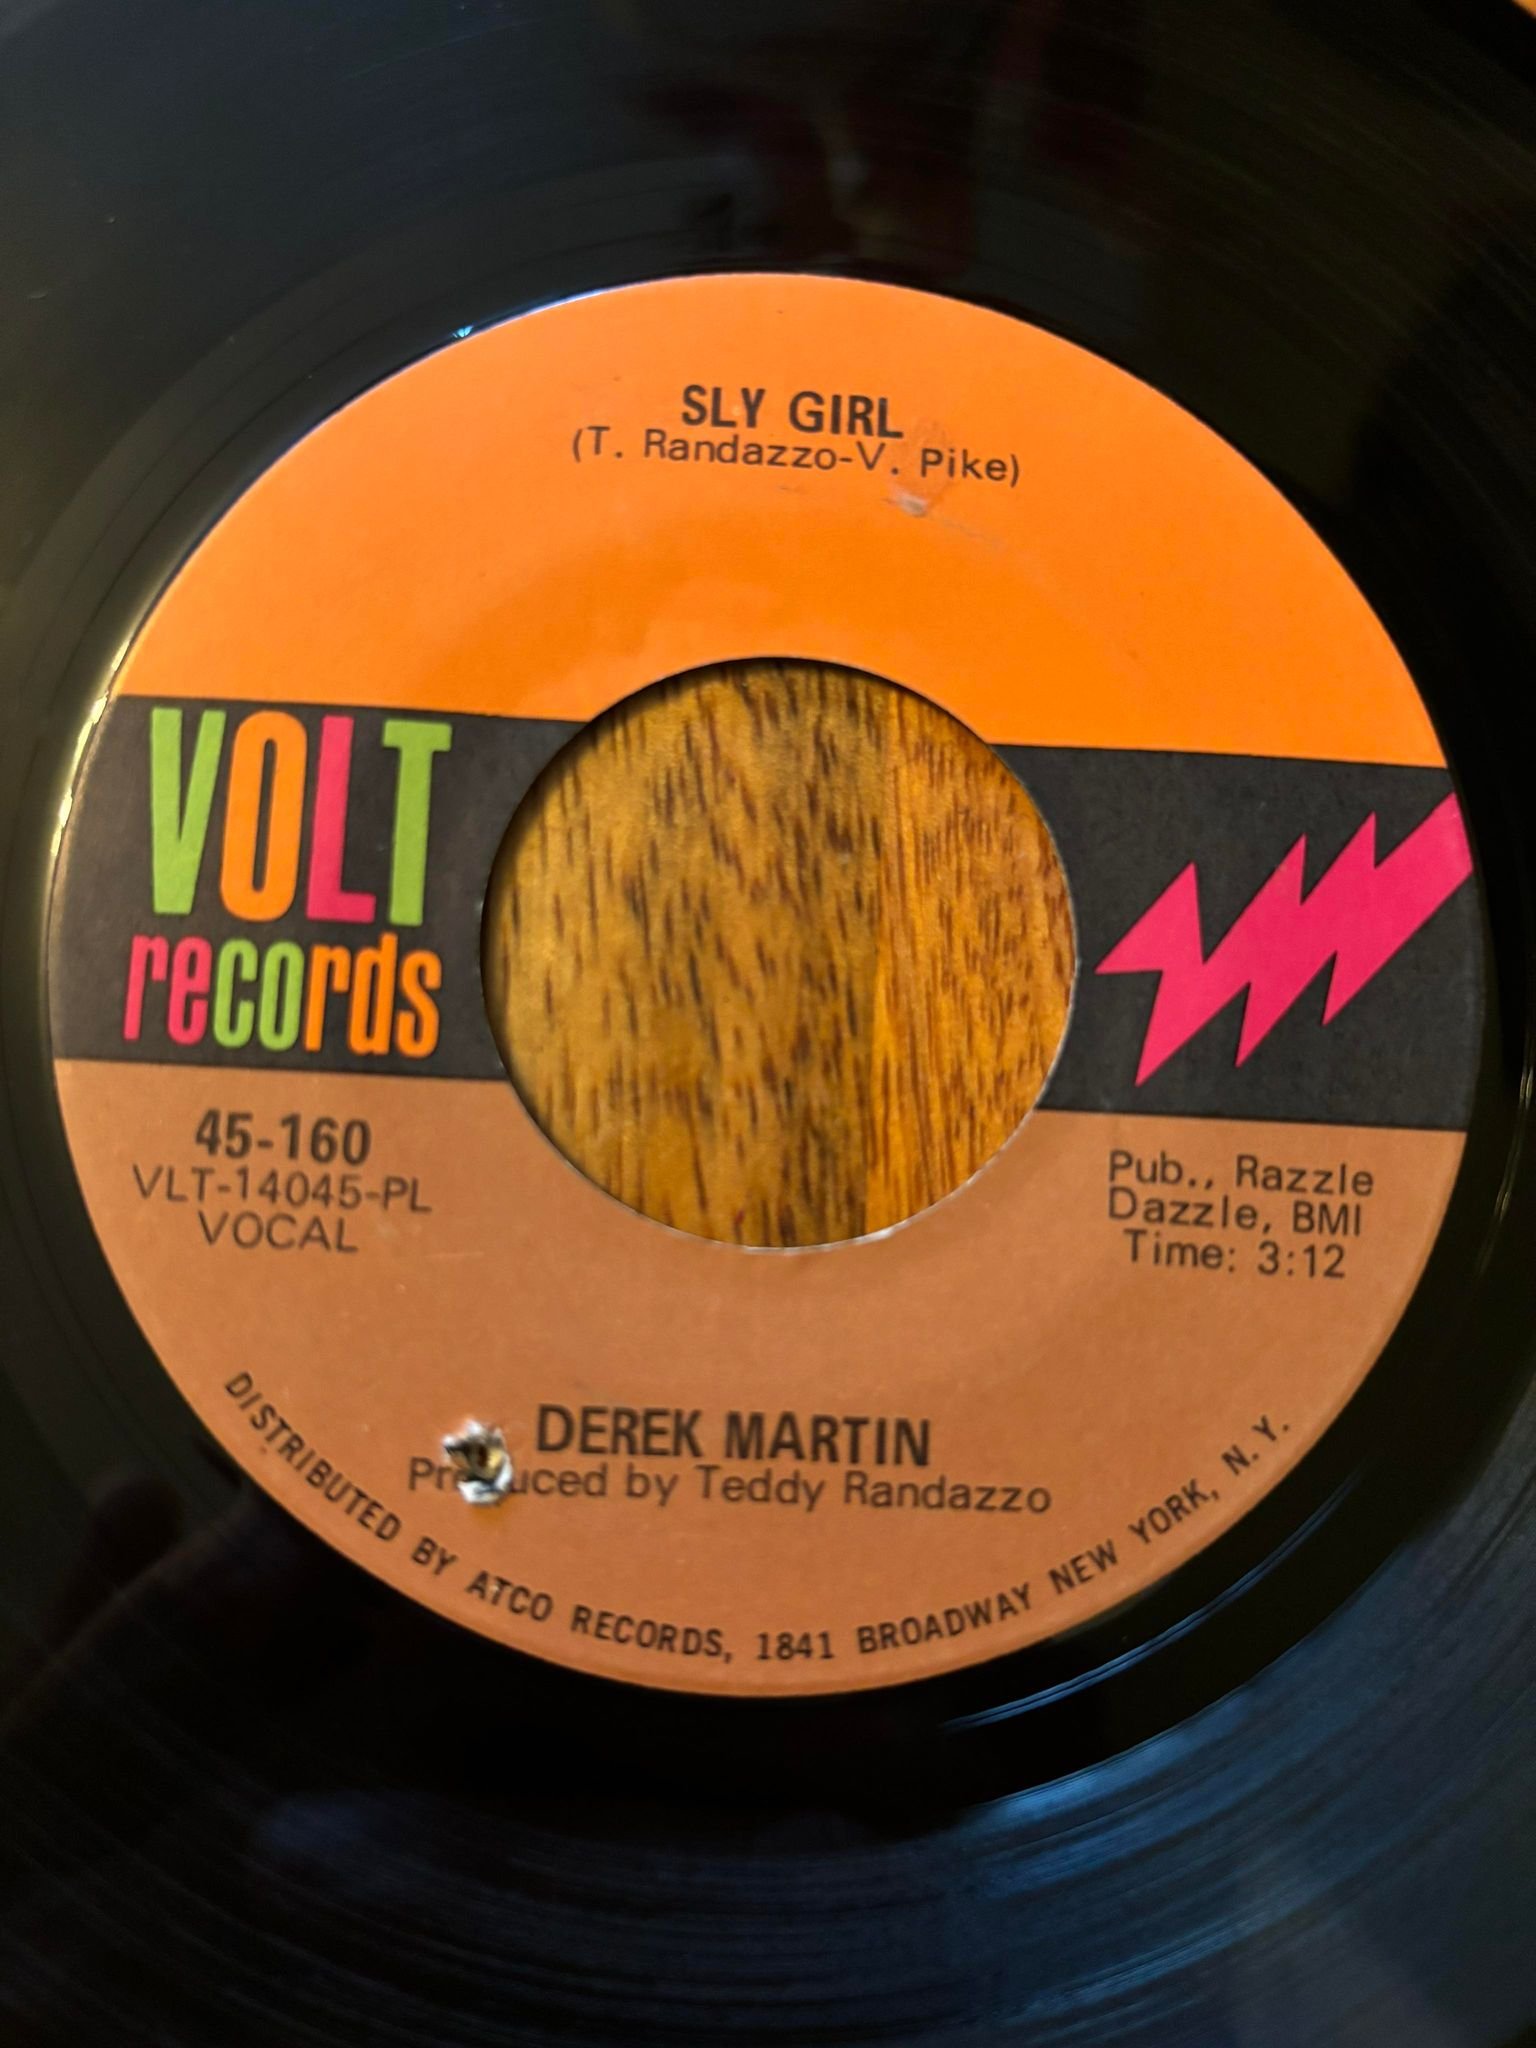 SLY GIRL
(T. Randazzo-V. Pike)
VOLT
records
45-160
VLT-14045-PL
VOCAL
Pub., Razzle
Dazzle, BMI
Time: 3:12
DEREK MARTIN
by Teddy Randazzo
DISTRIBUTED BY ATCO RECORDS, 1841 BROADWAY NEW YORK, N. Y.